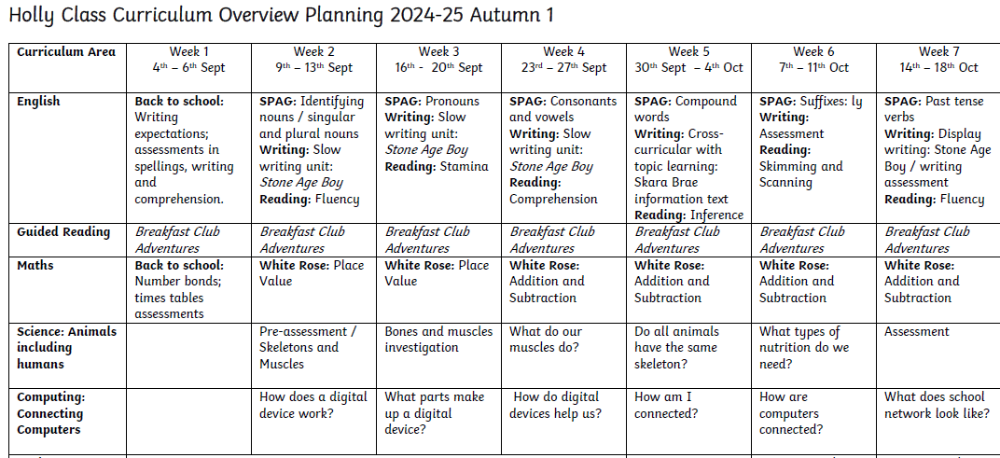 Holly Class Curriculum Overview Planning 2024-25 Autumn 1
Curriculum Area
Week 1
4th – 6th Sept
Week 2
9th – 13th Sept
Week 3
16th - 20th Sept
Week 4
23rd – 27th Sept
Week 5
30th Sept – 4th Oct
Week 6
7th – 11th Oct
Week 7
14th – 18th Oct
English
Back to school:
Writing
expectations;
assessments in
spellings, writing
and
comprehension.
SPAG: Identifying
nouns / singular
and plural nouns
Writing: Slow
writing unit:
Stone Age Boy
Reading: Fluency
SPAG: Pronouns
Writing: Slow
writing unit:
Stone Age Boy
Reading: Stamina
SPAG: Consonants
and vowels
Writing: Slow
writing unit:
Stone Age Boy
Reading:
Comprehension
SPAG: Compound
words
Writing: Cross-
curricular with
topic learning:
Skara Brae
information text
Reading: Inference
SPAG: Suffixes: ly
Writing:
Assessment
Reading:
Skimming and
Scanning
SPAG: Past tense
verbs
Writing: Display
writing: Stone Age
Boy / writing
assessment
Reading: Fluency
Guided Reading
Breakfast Club
Adventures
Breakfast Club
Adventures
Breakfast Club
Adventures
Breakfast Club
Adventures
Breakfast Club
Adventures
Breakfast Club
Adventures
Breakfast Club
Adventures
Maths
Back to school:
Number bonds;
times tables
assessments
White Rose: Place
Value
White Rose: Place
Value
White Rose:
Addition and
Subtraction
White Rose:
Addition and
Subtraction
White Rose:
Addition and
Subtraction
White Rose:
Addition and
Subtraction
Science: Animals
including
humans
Pre-assessment /
Skeletons and
Muscles
Bones and muscles
investigation
What do our
muscles do?
Do all animals
have the same
skeleton?
What types of
nutrition do we
need?
Assessment
Computing:
Connecting
Computers
How does a digital
device work?
What parts make
up a digital
device?
How do digital
devices help us?
How am I
connected?
How are
computers
connected?
What does school
network look like?